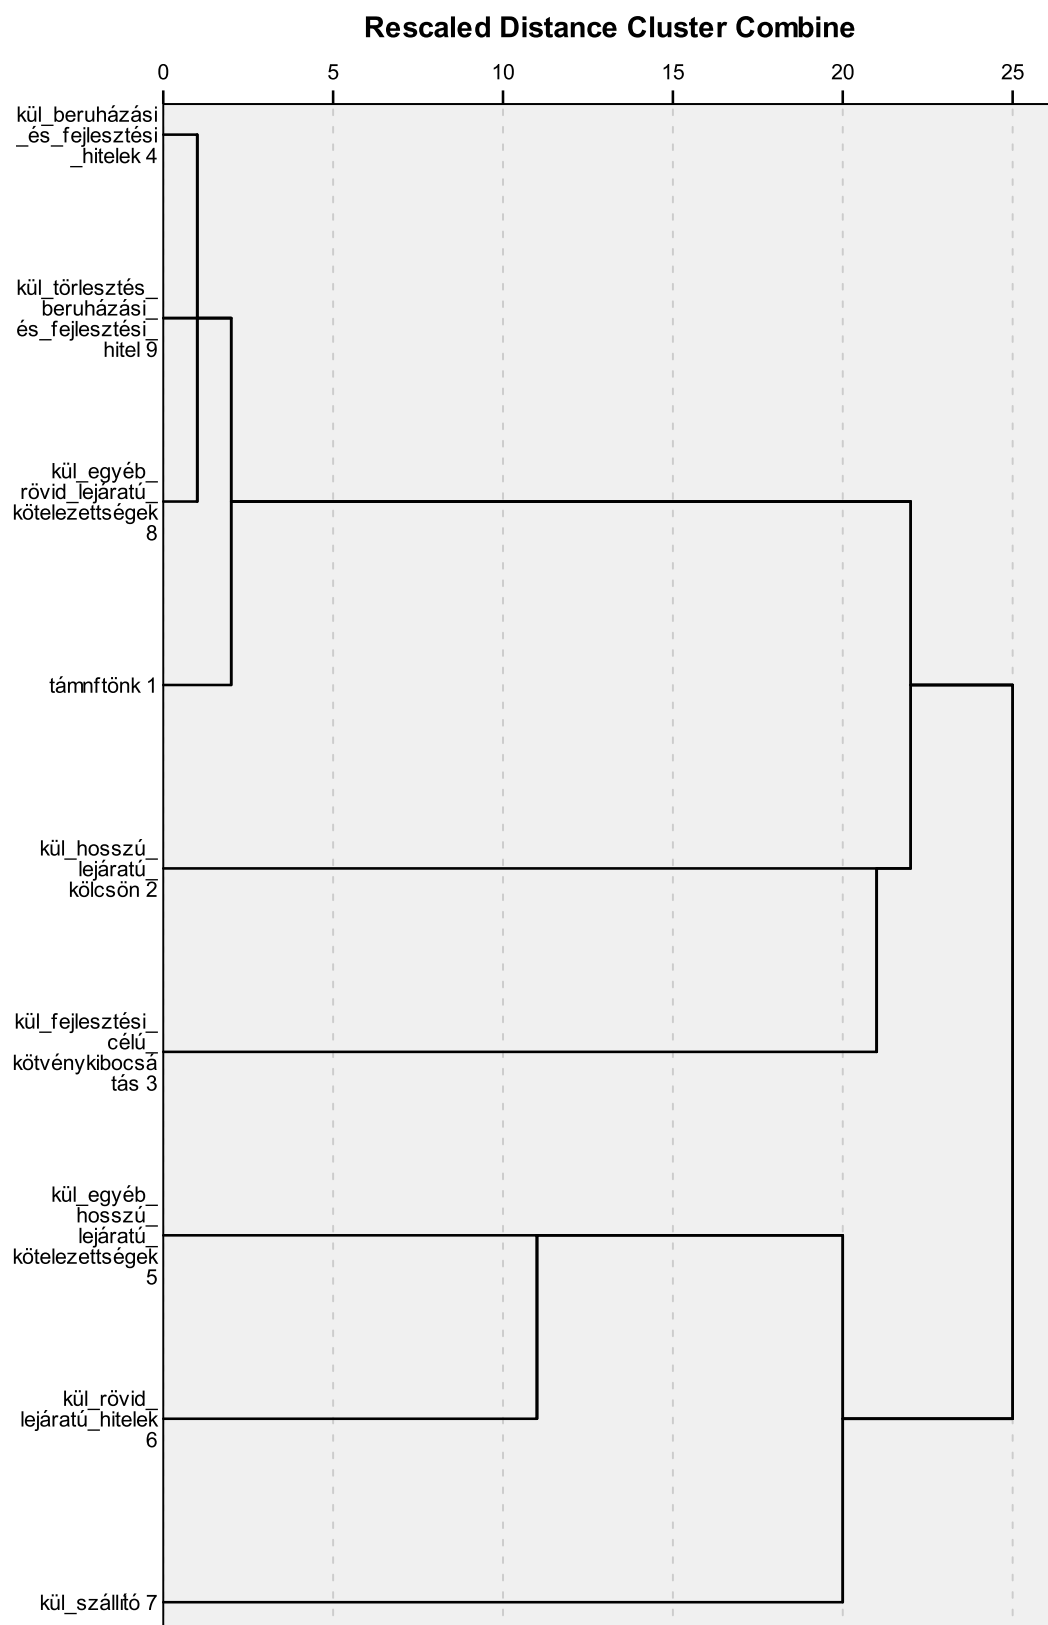 Rescaled Distance Cluster Combine
0 5 10 15 20 25
kül_beruházási
_és_fejlesztési
_hitelek 4
kül_törlesztés_
beruházási_
és_fejlesztési_
hitel 9
kül_egyéb_
rövid_lejáratú_
kötelezettségek
8
támnftönk 1
kül_hosszú_
lejáratú_
kölcsön 2
kül_fejlesztési_
célú_
kötvénykibocsá
tás 3
kül_egyéb_
hosszú_
lejáratú_
kötelezettségek
5
kül_rövid_
lejáratú_hitelek
6
kül_szállító 7